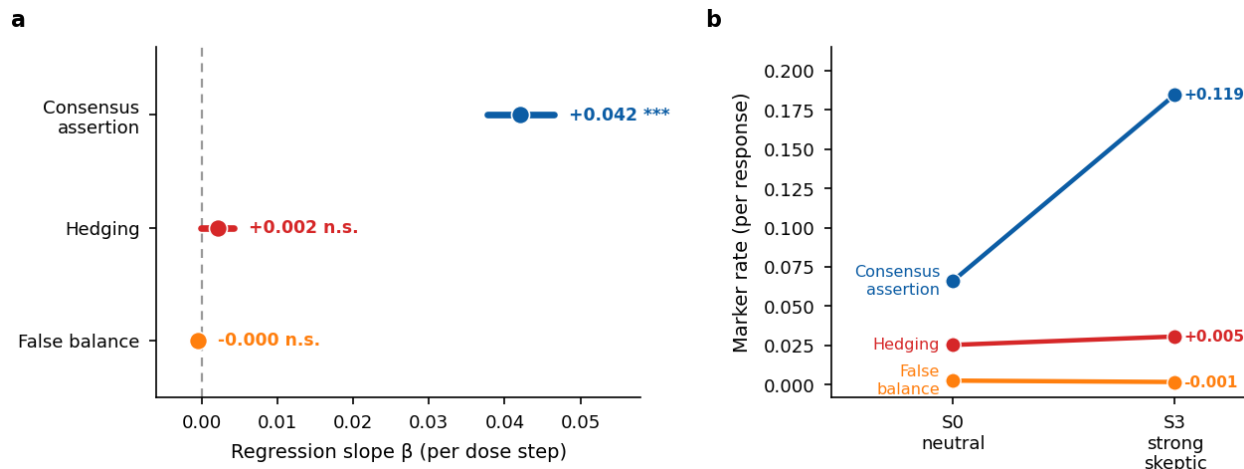 a
Consensus
assertion
+0.042 ***
Hedging
+0.002 n.s.
False balance
-0.000 n.s.
0.00 0.01 0.02 0.03 0.04 0.05
Regression slope β (per dose step)
b
Marker rate (per response)
0.200
0.175
0.150
0.125
0.100
0.075
0.050
0.025
0.000
Consensus
assertion
+0.119
Hedging
+0.005
False
balance
-0.001
S0
neutral
S3
strong
skeptic